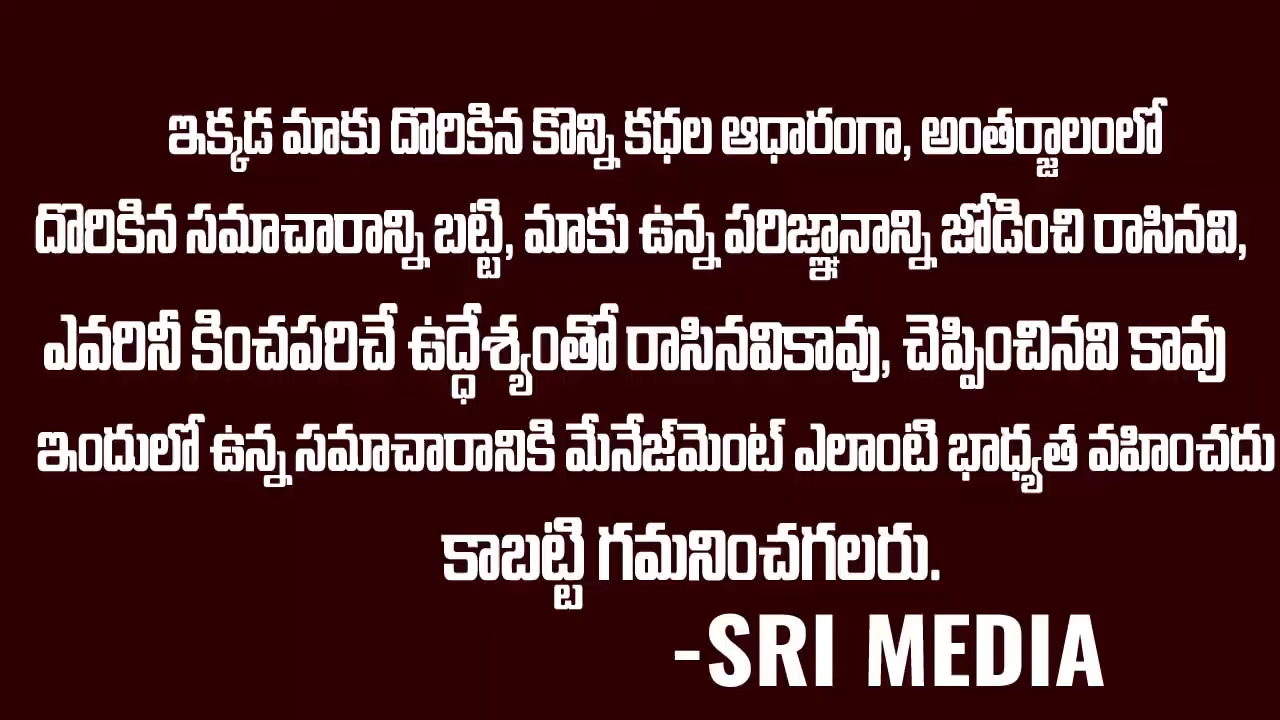 ఇక్కడ మాకు దొరికిన కొన్ని కధల ఆధారంగా, అంతర్జాలంలో
దొరికిన సమాచారాన్ని బట్టి, మాకు ఉన్న పరిజ్ఞానాన్ని జోడించి రాసినవి,
ఎవరినీ కించపరిచే ఉద్ధేశ్యంతో రాసినవికావు, చెప్పించినవి కావు
ఇందులో ఉన్న సమాచారానికి మేనేజ్‌మెంట్ ఎలాంటి భాధ్యత వహించదు
కాబట్టి గమనించగలరు.
-SRI MEDIA